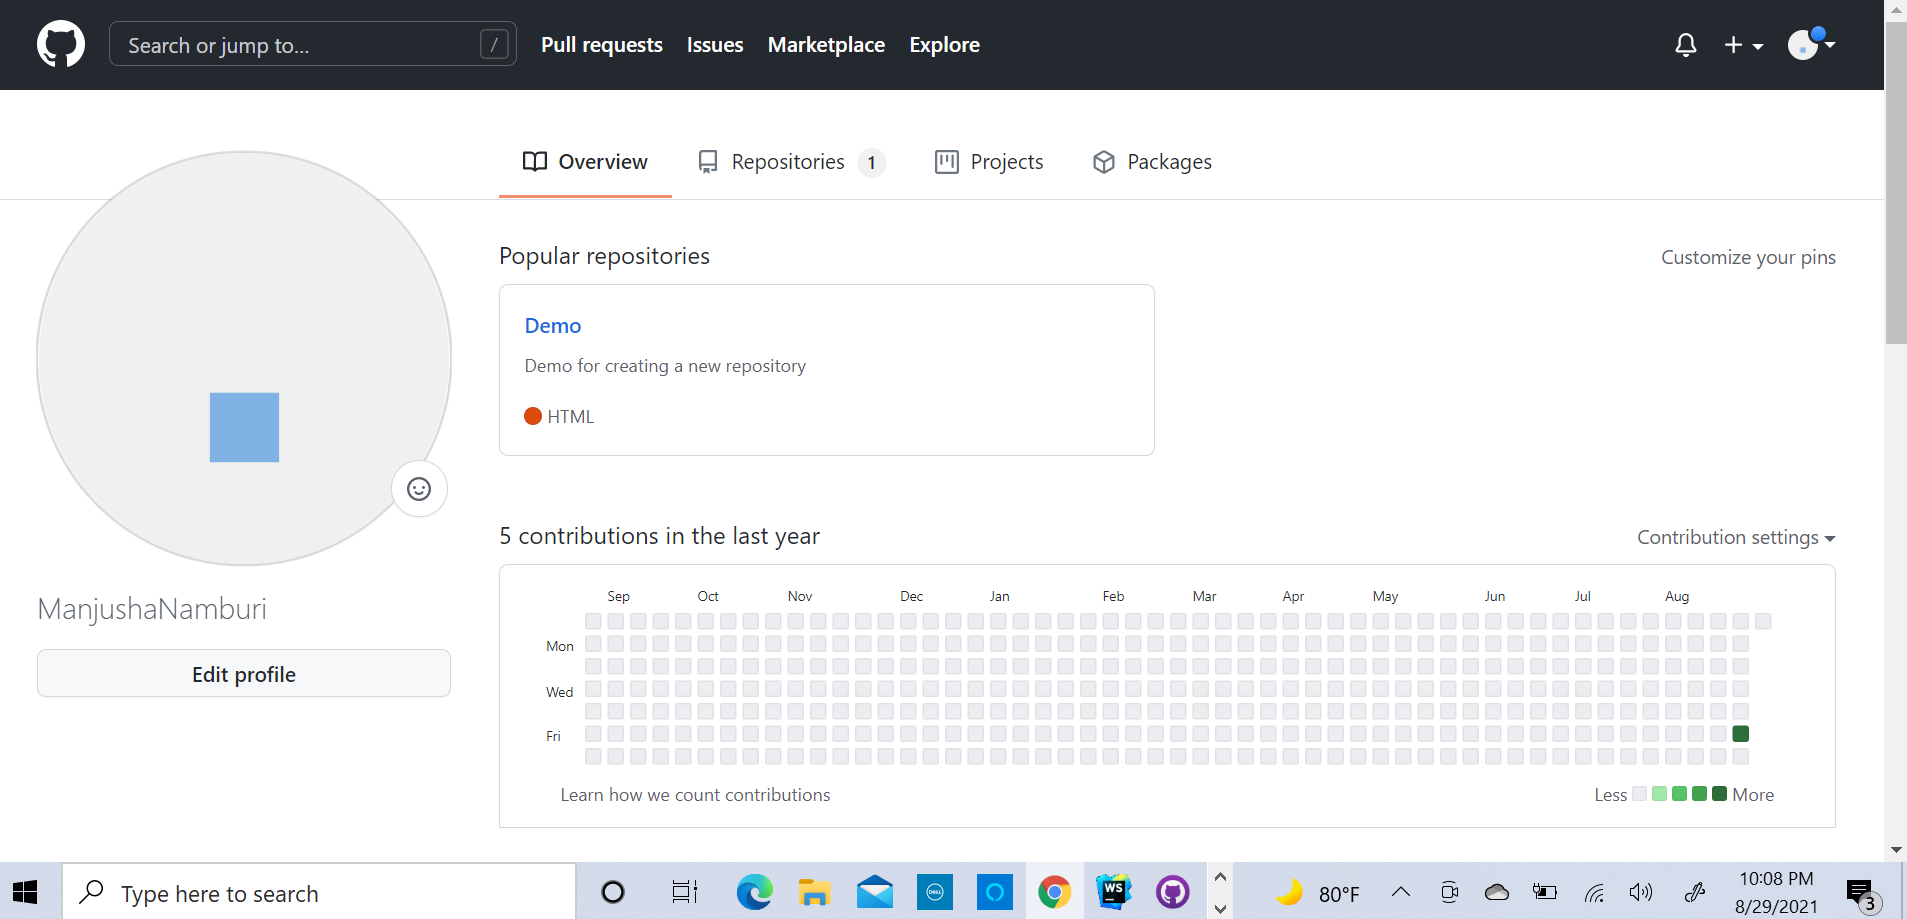 Search or jump to... /
Pull requests Issues Marketplace Explore
Overview Repositories 1 Projects Packages
Popular repositories
Customize your pins
Demo
Demo for creating a new repository
HTML
5 contributions in the last year
Contribution settings
Sep Oct Nov Dec Jan Feb Mar Apr May Jun Jul Aug
Mon
Wed
Fri
Learn how we count contributions
Less More
ManjushaNamburi
Edit profile
Type here to search
DELL
WS
80°F
10:08 PM
8/29/2021
3